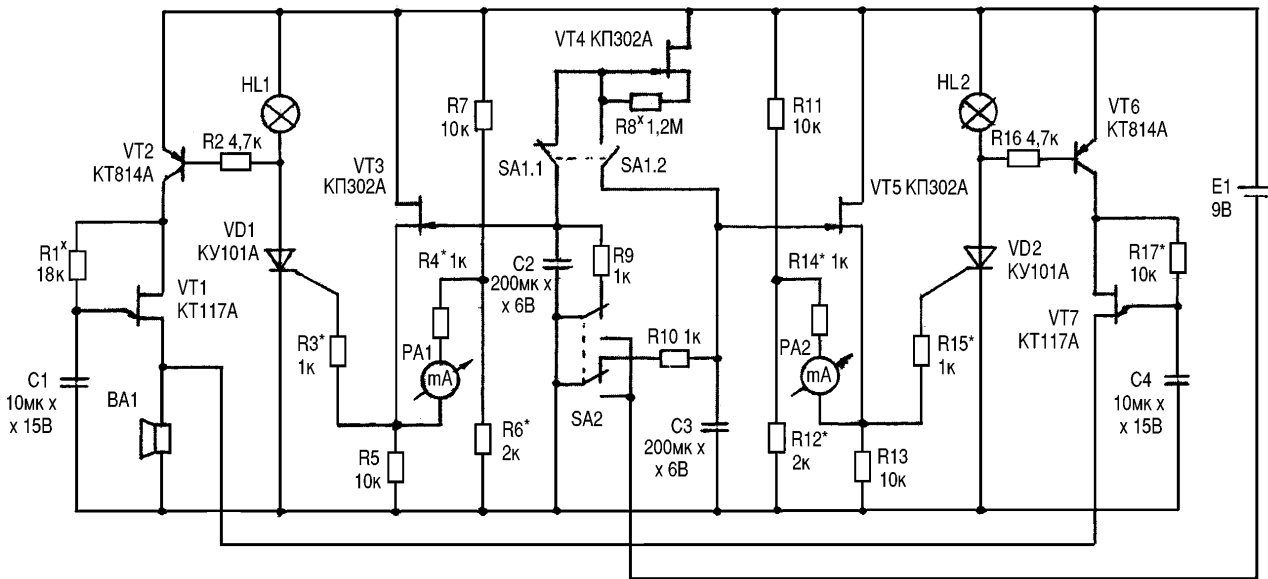 VT4 КП302А
HL1
HL2
R7
10к
R8ˣ 1,2М
R11
10к
VT6
КТ814А
VT2
КТ814А
R2 4,7к
R16 4,7к
VT3
КП302А
SA1.1
SA1.2
VT5 КП302А
E1
9В
R1ˣ
18к
VD1
КУ101А
R4* 1к
C2
200мк х
х 6В
R9
1к
R14* 1к
VD2
КУ101А
R17*
10к
VT1
КТ117А
VT7
КТ117А
R3*
1к
PA1
mA
R10 1к
PA2
mA
R15*
1к
C1
10мк х
х 15В
BA1
SA2
C4
10мк х
х 15В
R5
10к
R6*
2к
C3
200мк х
х 6В
R12*
2к
R13
10к